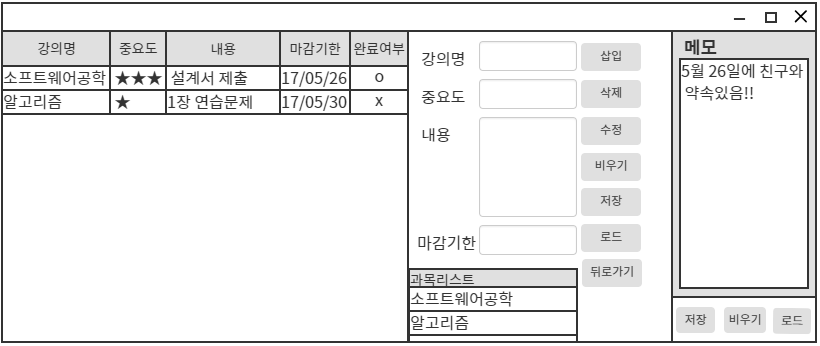 강의명 중요도 내용 마감기한 완료여부
소프트웨어공학 ★★★ 설계서 제출 17/05/26 o
알고리즘 ★ 1장 연습문제 17/05/30 x
강의명
중요도
내용
마감기한
삽입
삭제
수정
비우기
저장
로드
뒤로가기
과목리스트
소프트웨어공학
알고리즘
메모
5월 26일에 친구와
약속있음!!
저장 비우기 로드